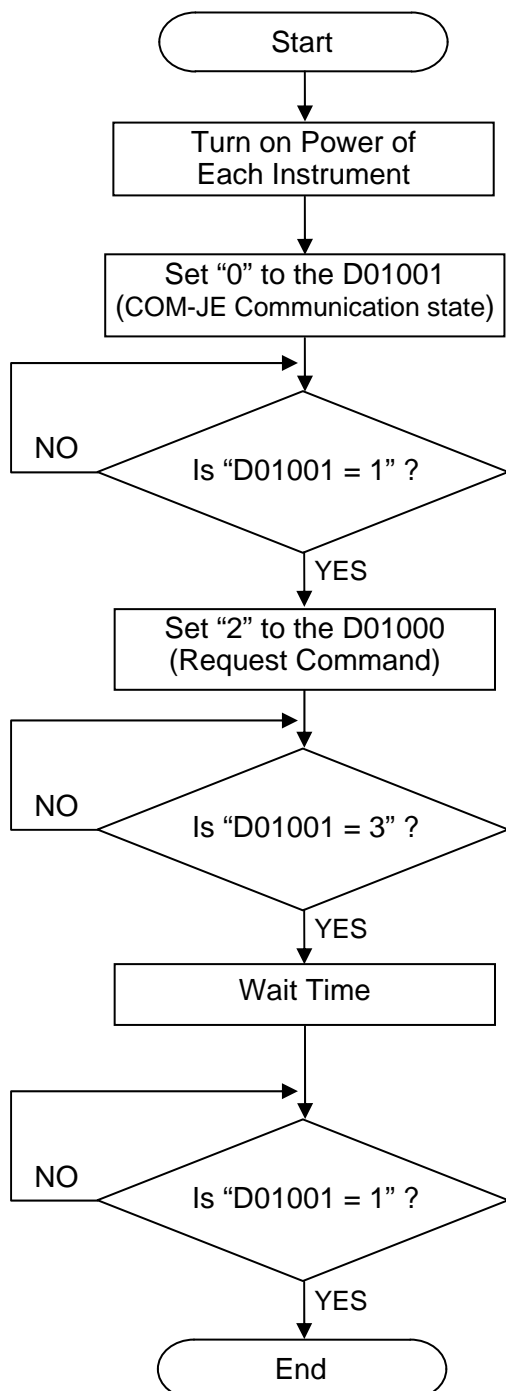 Start
Turn on Power of
Each Instrument
Set “0” to the D01001
(COM-JE Communication state)
NO
Is “D01001 = 1” ?
YES
Set “2” to the D01000
(Request Command)
NO
Is “D01001 = 3” ?
YES
Wait Time
NO
Is “D01001 = 1” ?
YES
End